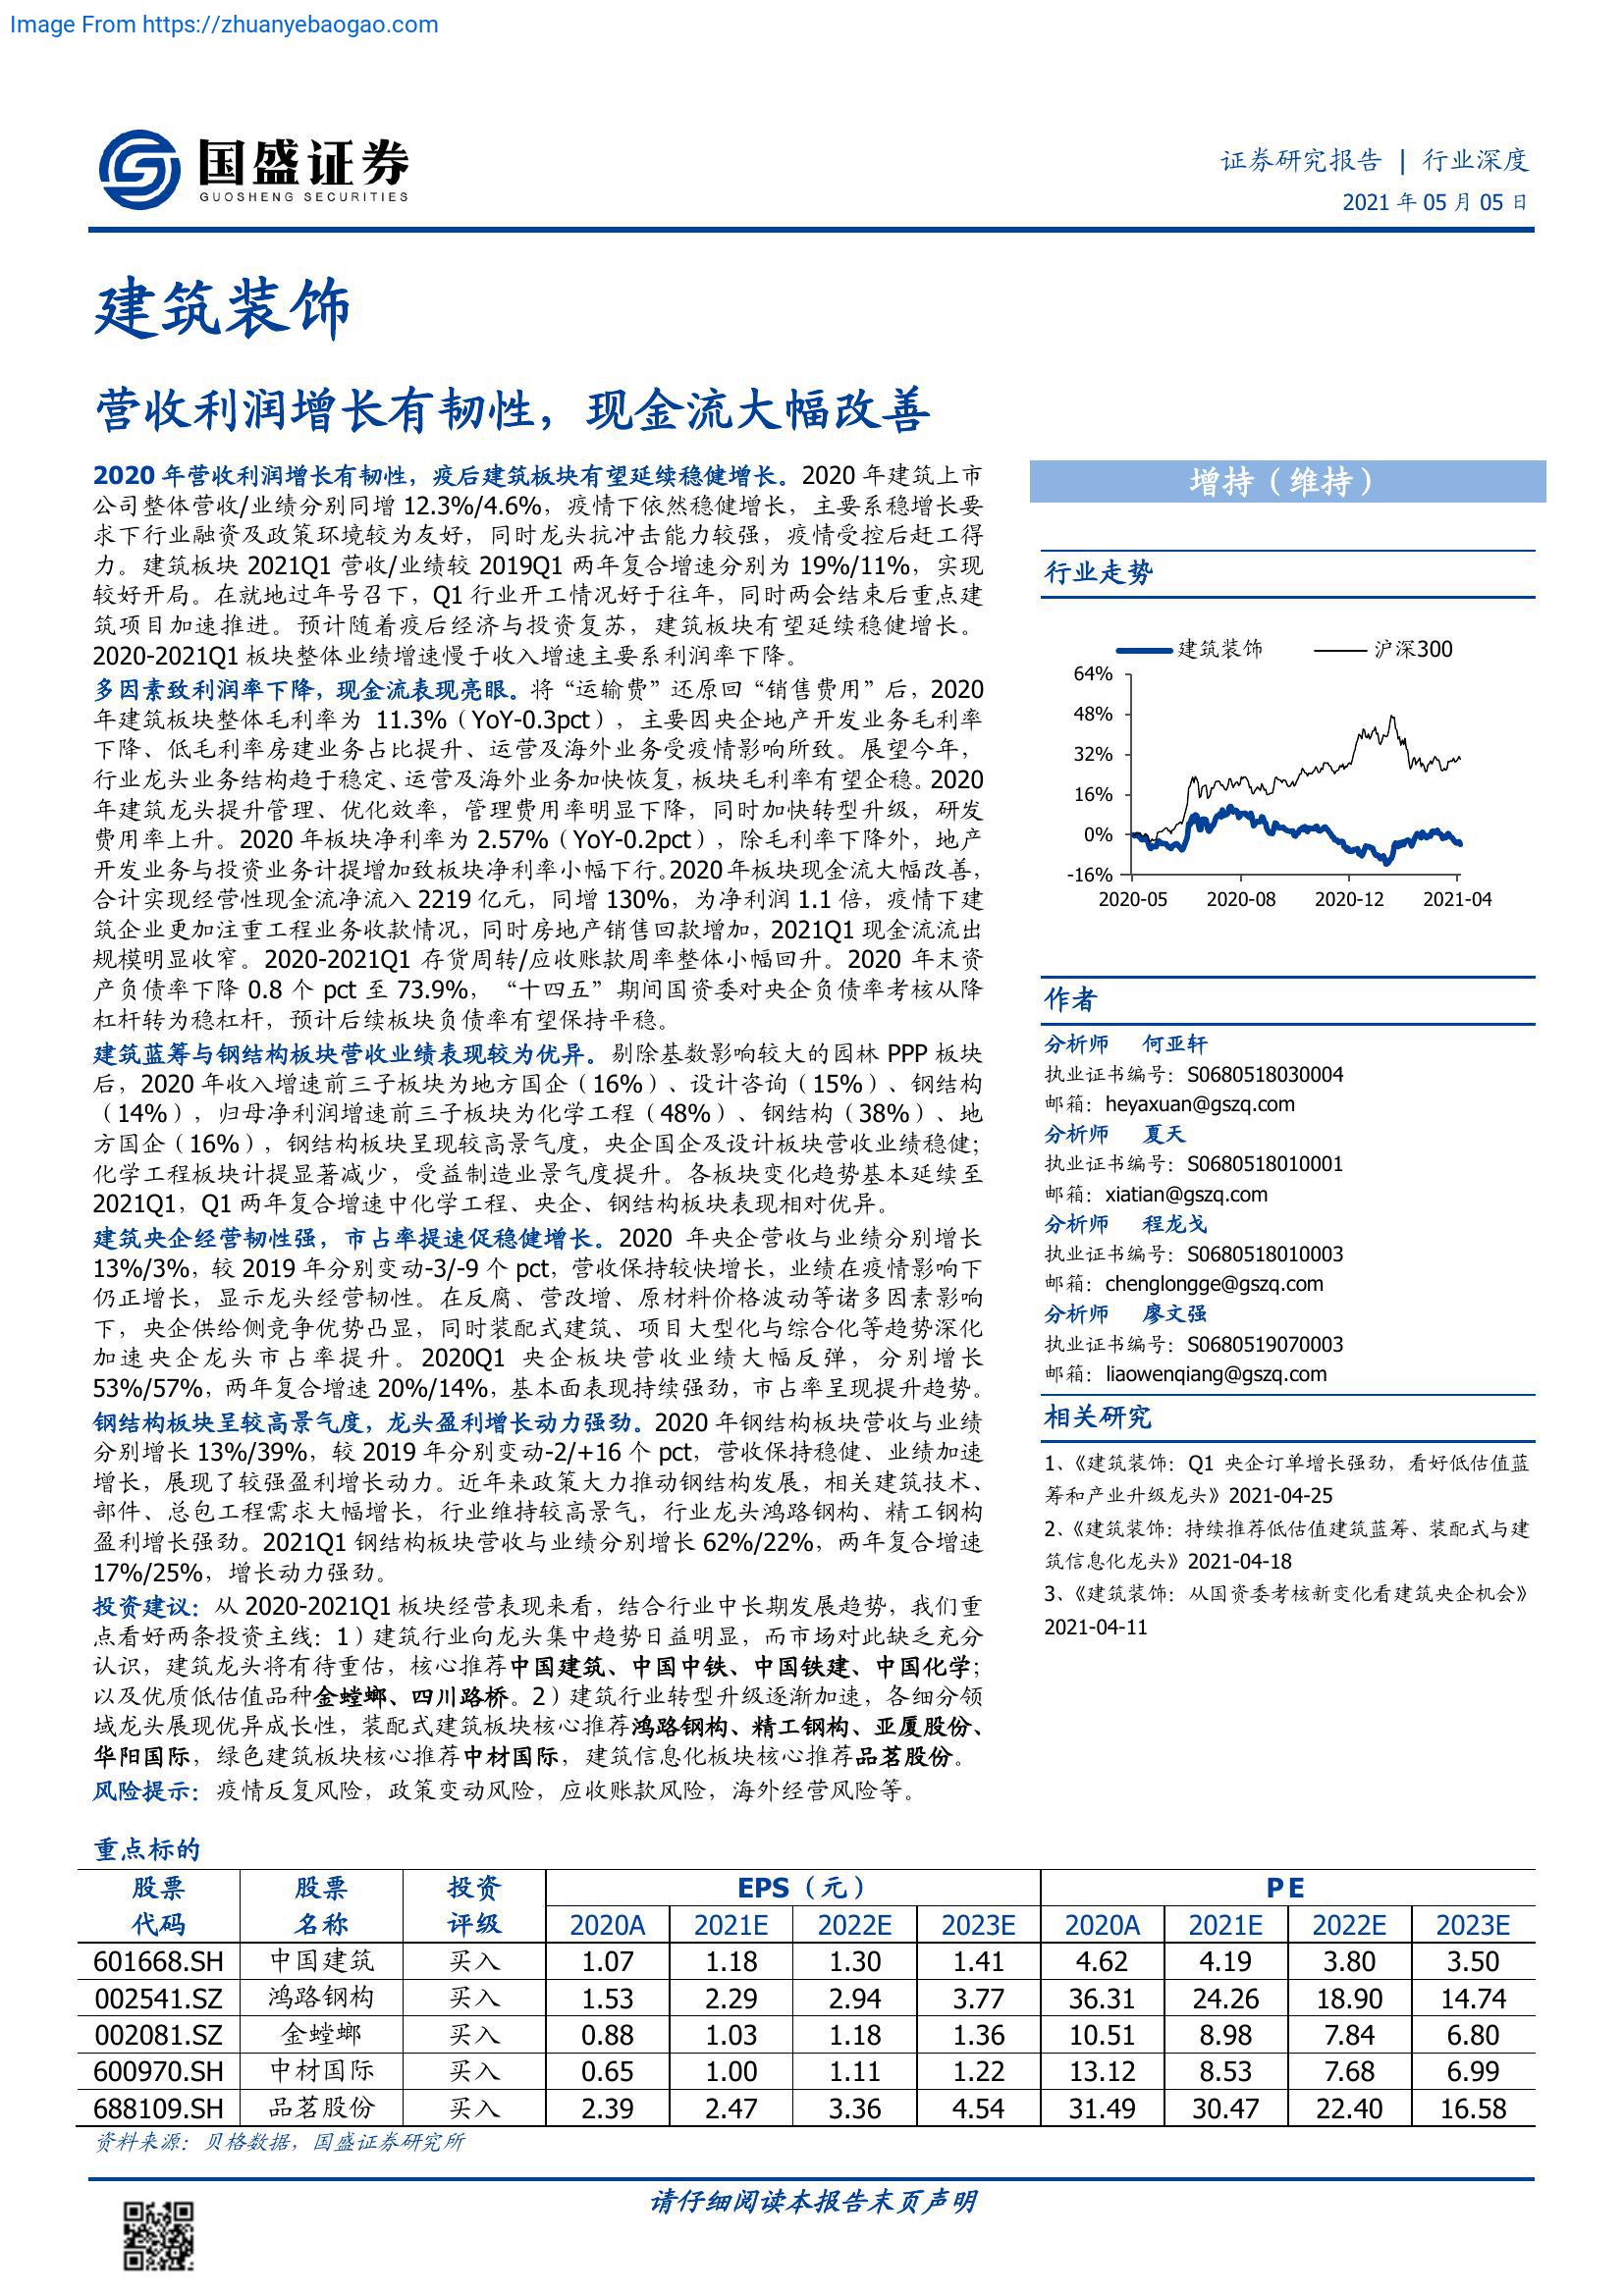 Image From https://zhuanyebaogao.com
国盛证券
GUOSHENG SECURITIES
证券研究报告 | 行业深度
2021 年 05 月 05 日
建筑装饰
营收利润增长有韧性，现金流大幅改善
2020 年营收利润增长有韧性，疫后建筑板块有望延续稳健增长。2020 年建筑上市
公司整体营收/业绩分别同增 12.3%/4.6%，疫情下依然稳健增长，主要系稳增长要
求下行业融资及政策环境较为友好，同时龙头抗冲击能力较强，疫情受控后赶工得
力。建筑板块 2021Q1 营收/业绩较 2019Q1 两年复合增速分别为 19%/11%，实现
较好开局。在就地过年号召下，Q1 行业开工情况好于往年，同时两会结束后重点建
筑项目加速推进。预计随着疫后经济与投资复苏，建筑板块有望延续稳健增长。
2020-2021Q1 板块整体业绩增速慢于收入增速主要系利润率下降。
多因素致利润率下降，现金流表现亮眼。将“运输费”还原回“销售费用”后，2020
年建筑板块整体毛利率为 11.3%（YoY-0.3pct），主要因央企地产开发业务毛利率
下降、低毛利率房建业务占比提升、运营及海外业务受疫情影响所致。展望今年，
行业龙头业务结构趋于稳定、运营及海外业务加快恢复，板块毛利率有望企稳。2020
年建筑龙头提升管理、优化效率，管理费用率明显下降，同时加快转型升级，研发
费用率上升。2020 年板块净利率为 2.57%（YoY-0.2pct），除毛利率下降外，地产
开发业务与投资业务计提增加致板块净利率小幅下行。2020 年板块现金流大幅改善，
合计实现经营性现金流净流入 2219 亿元，同增 130%，为净利润 1.1 倍，疫情下建
筑企业更加注重工程业务收款情况，同时房地产销售回款增加，2021Q1 现金流流出
规模明显收窄。2020-2021Q1 存货周转/应收账款周率整体小幅回升。2020 年末资
产负债率下降 0.8 个 pct 至 73.9%，“十四五”期间国资委对央企负债率考核从降
杠杆转为稳杠杆，预计后续板块负债率有望保持平稳。
建筑蓝筹与钢结构板块营收业绩表现较为优异。剔除基数影响较大的园林 PPP 板块
后，2020 年收入增速前三子板块为地方国企（16%）、设计咨询（15%）、钢结构
（14%），归母净利润增速前三子板块为化学工程（48%）、钢结构（38%）、地
方国企（16%），钢结构板块呈现较高景气度，央企国企及设计板块营收业绩稳健；
化学工程板块计提显著减少，受益制造业景气度提升。各板块变化趋势基本延续至
2021Q1，Q1 两年复合增速中化学工程、央企、钢结构板块表现相对优异。
建筑央企经营韧性强，市占率提速促稳健增长。2020 年央企营收与业绩分别增长
13%/3%，较 2019 年分别变动-3/-9 个 pct，营收保持较快增长，业绩在疫情影响下
仍正增长，显示龙头经营韧性。在反腐、营改增、原材料价格波动等诸多因素影响
下，央企供给侧竞争优势凸显，同时装配式建筑、项目大型化与综合化等趋势深化
加速央企龙头市占率提升。2020Q1 央企板块营收业绩大幅反弹，分别增长
53%/57%，两年复合增速 20%/14%，基本面表现持续强劲，市占率呈现提升趋势。
钢结构板块呈较高景气度，龙头盈利增长动力强劲。2020 年钢结构板块营收与业绩
分别增长 13%/39%，较 2019 年分别变动-2/+16 个 pct，营收保持稳健、业绩加速
增长，展现了较强盈利增长动力。近年来政策大力推动钢结构发展，相关建筑技术、
部件、总包工程需求大幅增长，行业维持较高景气，行业龙头鸿路钢构、精工钢构
盈利增长强劲。2021Q1 钢结构板块营收与业绩分别增长 62%/22%，两年复合增速
17%/25%，增长动力强劲。
投资建议：从 2020-2021Q1 板块经营表现来看，结合行业中长期发展趋势，我们重
点看好两条投资主线：1）建筑行业向龙头集中趋势日益明显，而市场对此缺乏充分
认识，建筑龙头将有待重估，核心推荐中国建筑、中国中铁、中国铁建、中国化学；
以及优质低估值品种金螳螂、四川路桥。2）建筑行业转型升级逐渐加速，各细分领
域龙头展现优异成长性，装配式建筑板块核心推荐鸿路钢构、精工钢构、亚厦股份、
华阳国际，绿色建筑板块核心推荐中材国际，建筑信息化板块核心推荐品茗股份。
风险提示：疫情反复风险，政策变动风险，应收账款风险，海外经营风险等。
增持（维持）
行业走势
建筑装饰 沪深300
64%
48%
32%
16%
0%
-16%
2020-05 2020-08 2020-12 2021-04
作者
分析师 何亚轩
执业证书编号：S0680518030004
邮箱：heyaxuan@gszq.com
分析师 夏天
执业证书编号：S0680518010001
邮箱：xiatian@gszq.com
分析师 程龙戈
执业证书编号：S0680518010003
邮箱：chenglongge@gszq.com
分析师 廖文强
执业证书编号：S0680519070003
邮箱：liaowenqiang@gszq.com
相关研究
1、《建筑装饰：Q1 央企订单增长强劲，看好低估值蓝
筹和产业升级龙头》2021-04-25
2、《建筑装饰：持续推荐低估值建筑蓝筹、装配式与建
筑信息化龙头》2021-04-18
3、《建筑装饰：从国资委考核新变化看建筑央企机会》
2021-04-11
重点标的
股票 股票 投资 EPS（元） PE
代码 名称 评级 2020A 2021E 2022E 2023E 2020A 2021E 2022E 2023E
601668.SH 中国建筑 买入 1.07 1.18 1.30 1.41 4.62 4.19 3.80 3.50
002541.SZ 鸿路钢构 买入 1.53 2.29 2.94 3.77 36.31 24.26 18.90 14.74
002081.SZ 金螳螂 买入 0.88 1.03 1.18 1.36 10.51 8.98 7.84 6.80
600970.SH 中材国际 买入 0.65 1.00 1.11 1.22 13.12 8.53 7.68 6.99
688109.SH 品茗股份 买入 2.39 2.47 3.36 4.54 31.49 30.47 22.40 16.58
资料来源：贝格数据，国盛证券研究所
请仔细阅读本报告末页声明